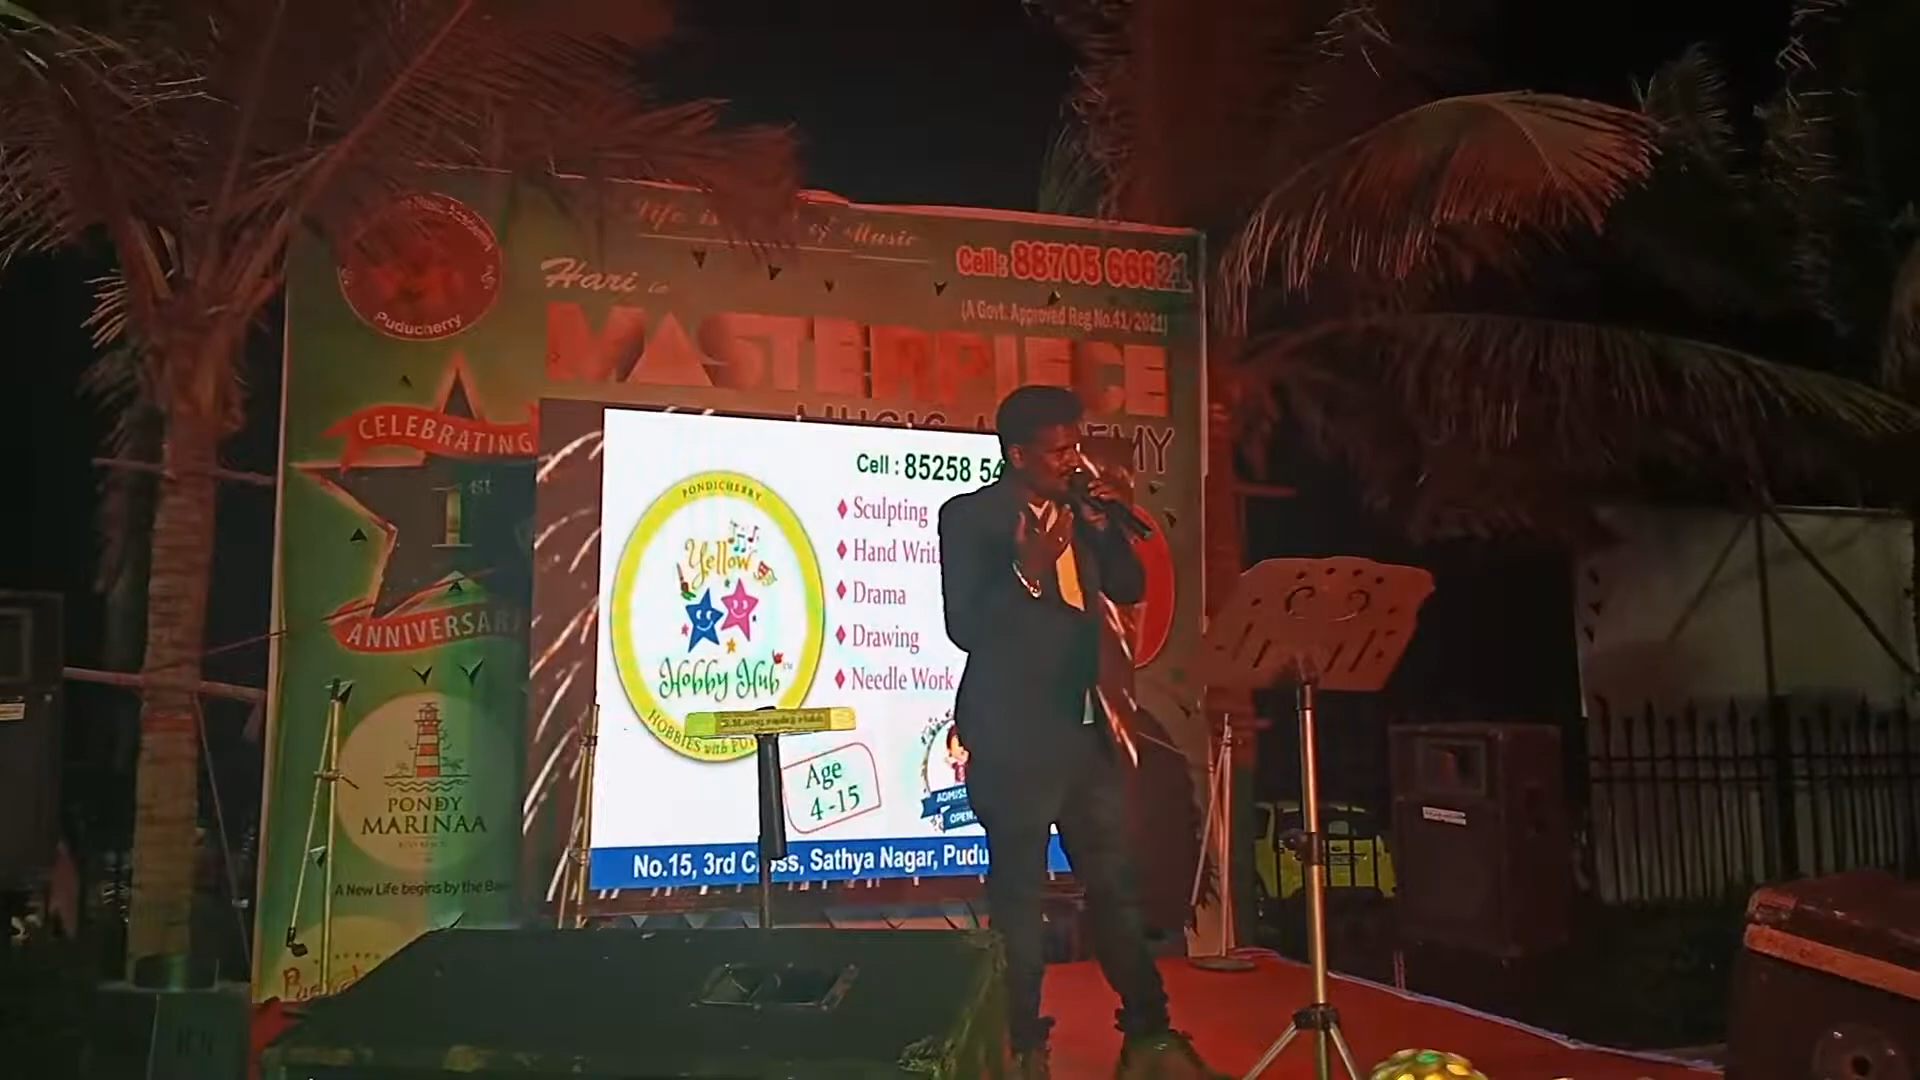 Life is
of Music
Cell : 88705 66621
Hari
(A Govt. Approved Reg No.41/2021)
MASTERPIECE
Puducherry
CELEBRATING
1st
ANNIVERSARY
PONDY
MARINAA
A New Life begins by the
Cell : 85258 54
PONDICHERRY
Yellow
Hobby Hub
HOBBIES with
Sculpting
Hand Writ
Drama
Drawing
Needle Work
Age
4-15
OPEN
No.15, 3rd Cross, Sathya Nagar, Pudu